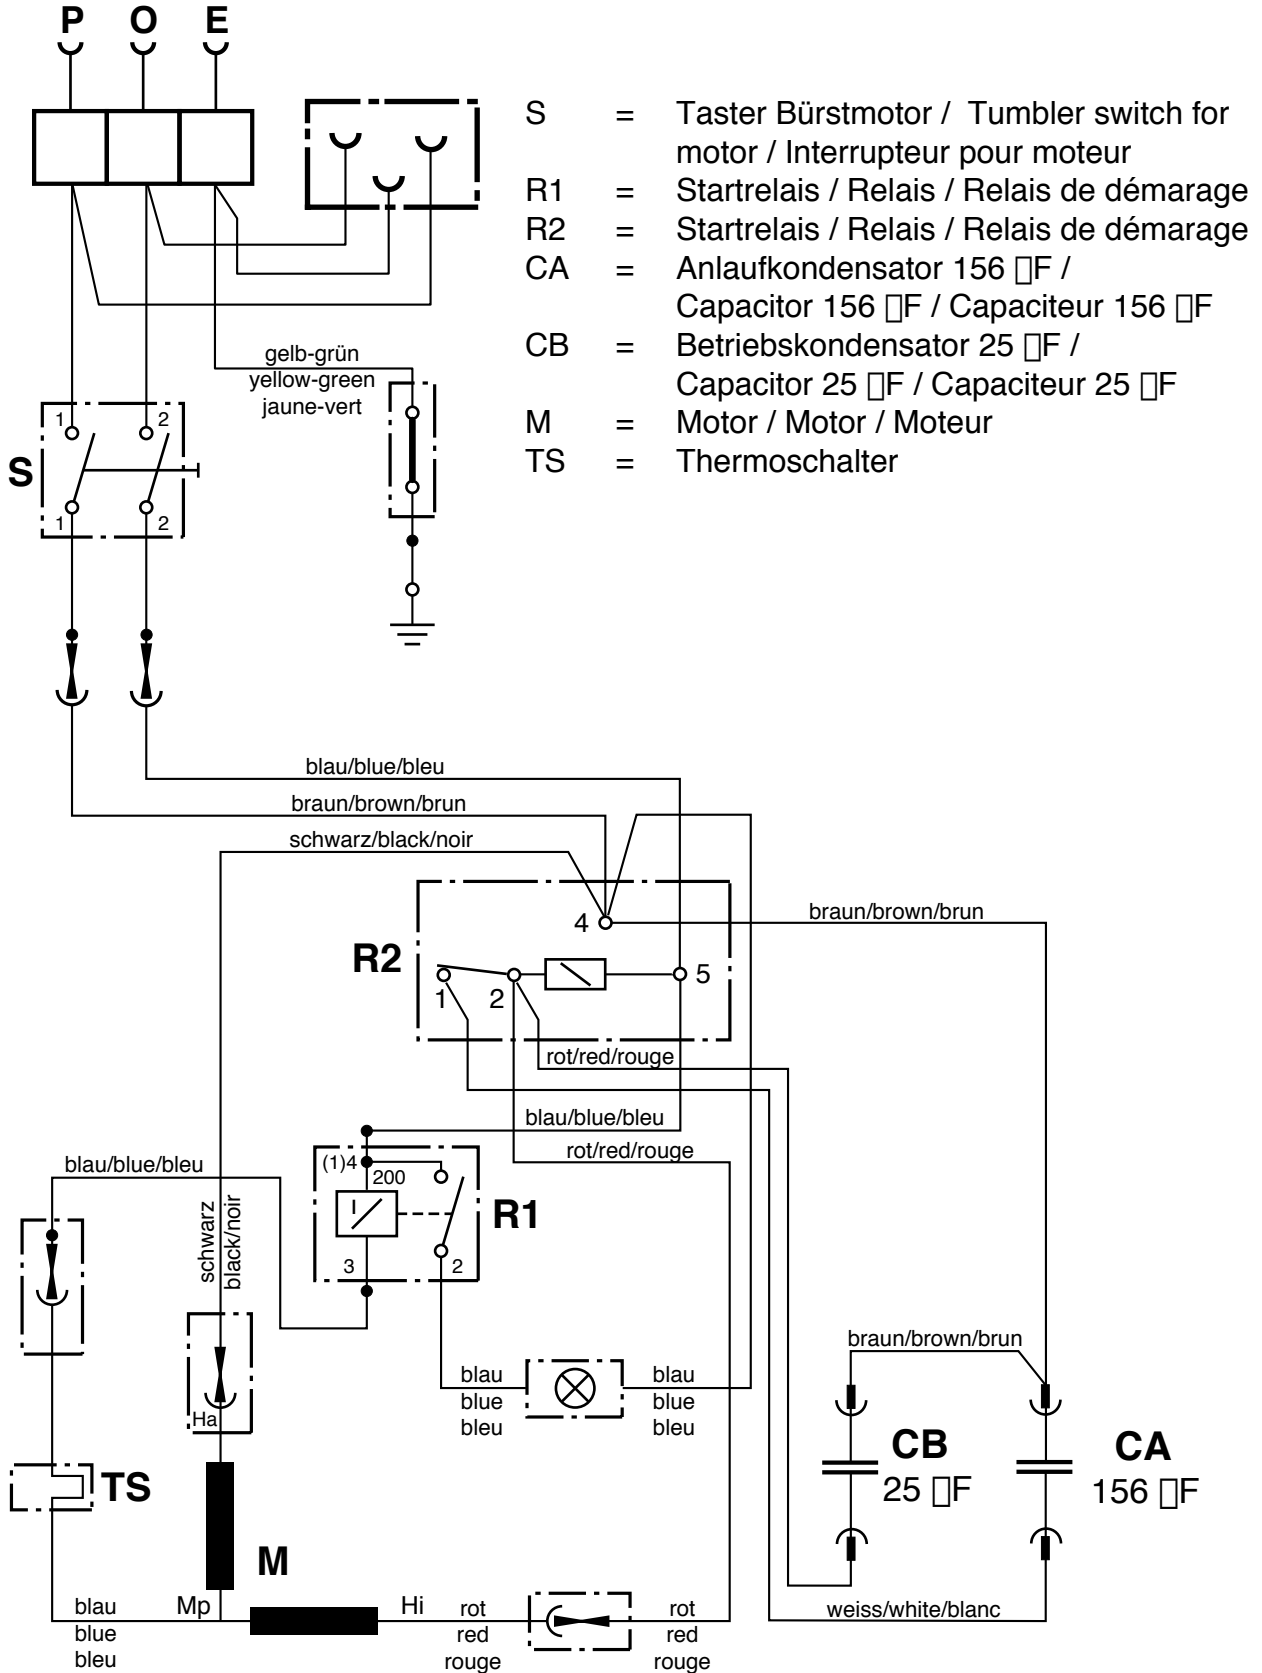 P O E
S = Taster Bürstmotor / Tumbler switch for
motor / Interrupteur pour moteur
R1 = Startrelais / Relais / Relais de démarage
R2 = Startrelais / Relais / Relais de démarage
CA = Anlaufkondensator 156 □F /
Capacitor 156 □F / Capaciteur 156 □F
CB = Betriebskondensator 25 □F /
Capacitor 25 □F / Capaciteur 25 □F
M = Motor / Motor / Moteur
TS = Thermoschalter
gelb-grün
yellow-green
jaune-vert
1 2
S
1 2
blau/blue/bleu
braun/brown/brun
schwarz/black/noir
braun/brown/brun
4
R2
5
1 2
rot/red/rouge
blau/blue/bleu
rot/red/rouge
blau/blue/bleu
(1)4
200
I
R1
3 2
schwarz
black/noir
braun/brown/brun
blau
blue
bleu
blau
blue
bleu
Ha
CB
25 □F
CA
156 □F
TS
M
Mp
Hi
blau
blue
bleu
rot
red
rouge
rot
red
rouge
weiss/white/blanc